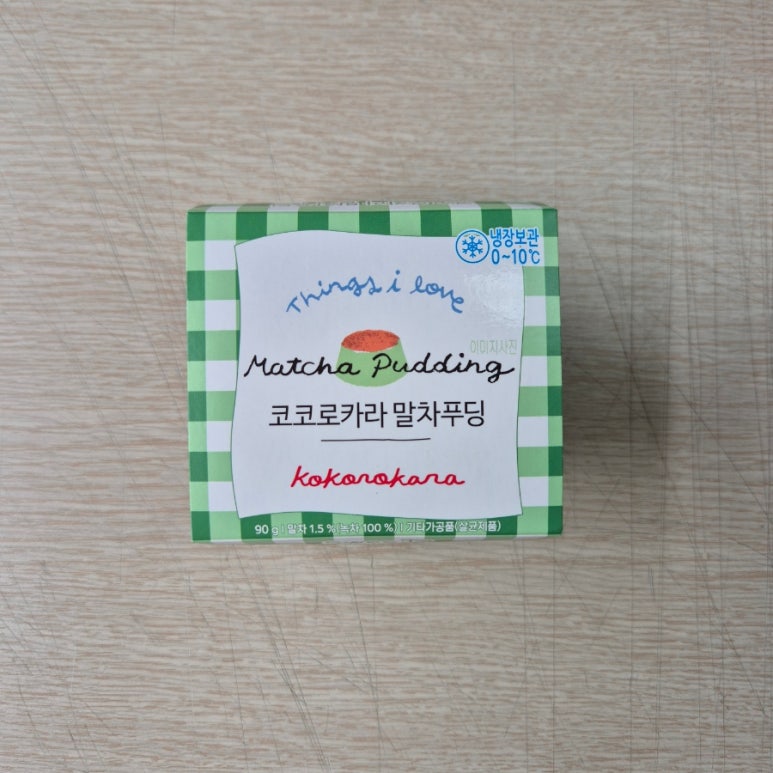 냉장보관
0~10℃
Things i love
이미지사진
Matcha Pudding
코코로카라 말차푸딩
kokorokara
90 g | 말차 1.5 %(녹차 100 %) | 기타가공품(살균제품)